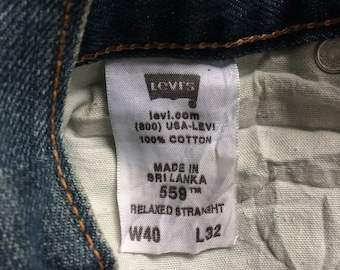 LEVI'S
levi.com
(800) USA-LEVI
100% COTTON
MADE IN
SRI LANKA
559™
RELAXED STRAIGHT
W40 L32